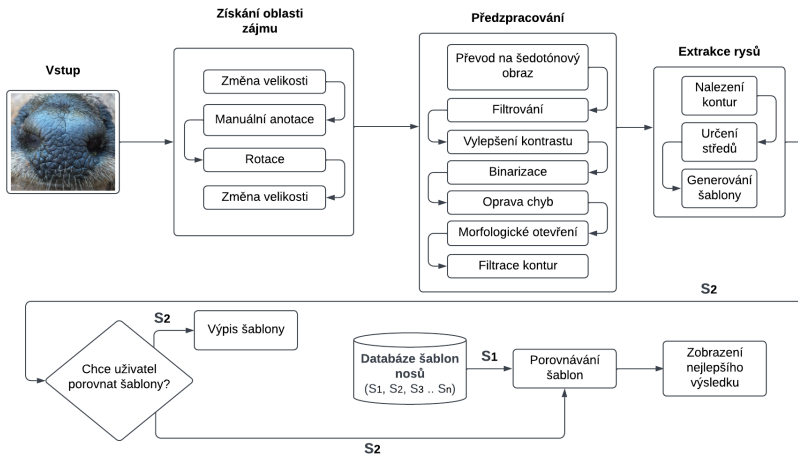 Vstup
Získání oblasti
zájmu
Změna velikosti
Manuální anotace
Rotace
Změna velikosti
Předzpracování
Převod na šedotónový
obraz
Filtrování
Vylepšení kontrastu
Binarizace
Oprava chyb
Morfologické otevření
Filtrace kontur
Extrakce rysů
Nalezení
kontur
Určení
středů
Generování
šablony
S2
Chce uživatel
porovnat šablony?
S2
Výpis šablony
Databáze šablon
nosů
(S1, S2, S3 .. Sn)
S1
Porovnávání
šablon
Zobrazení
nejlepšího
výsledku
S2